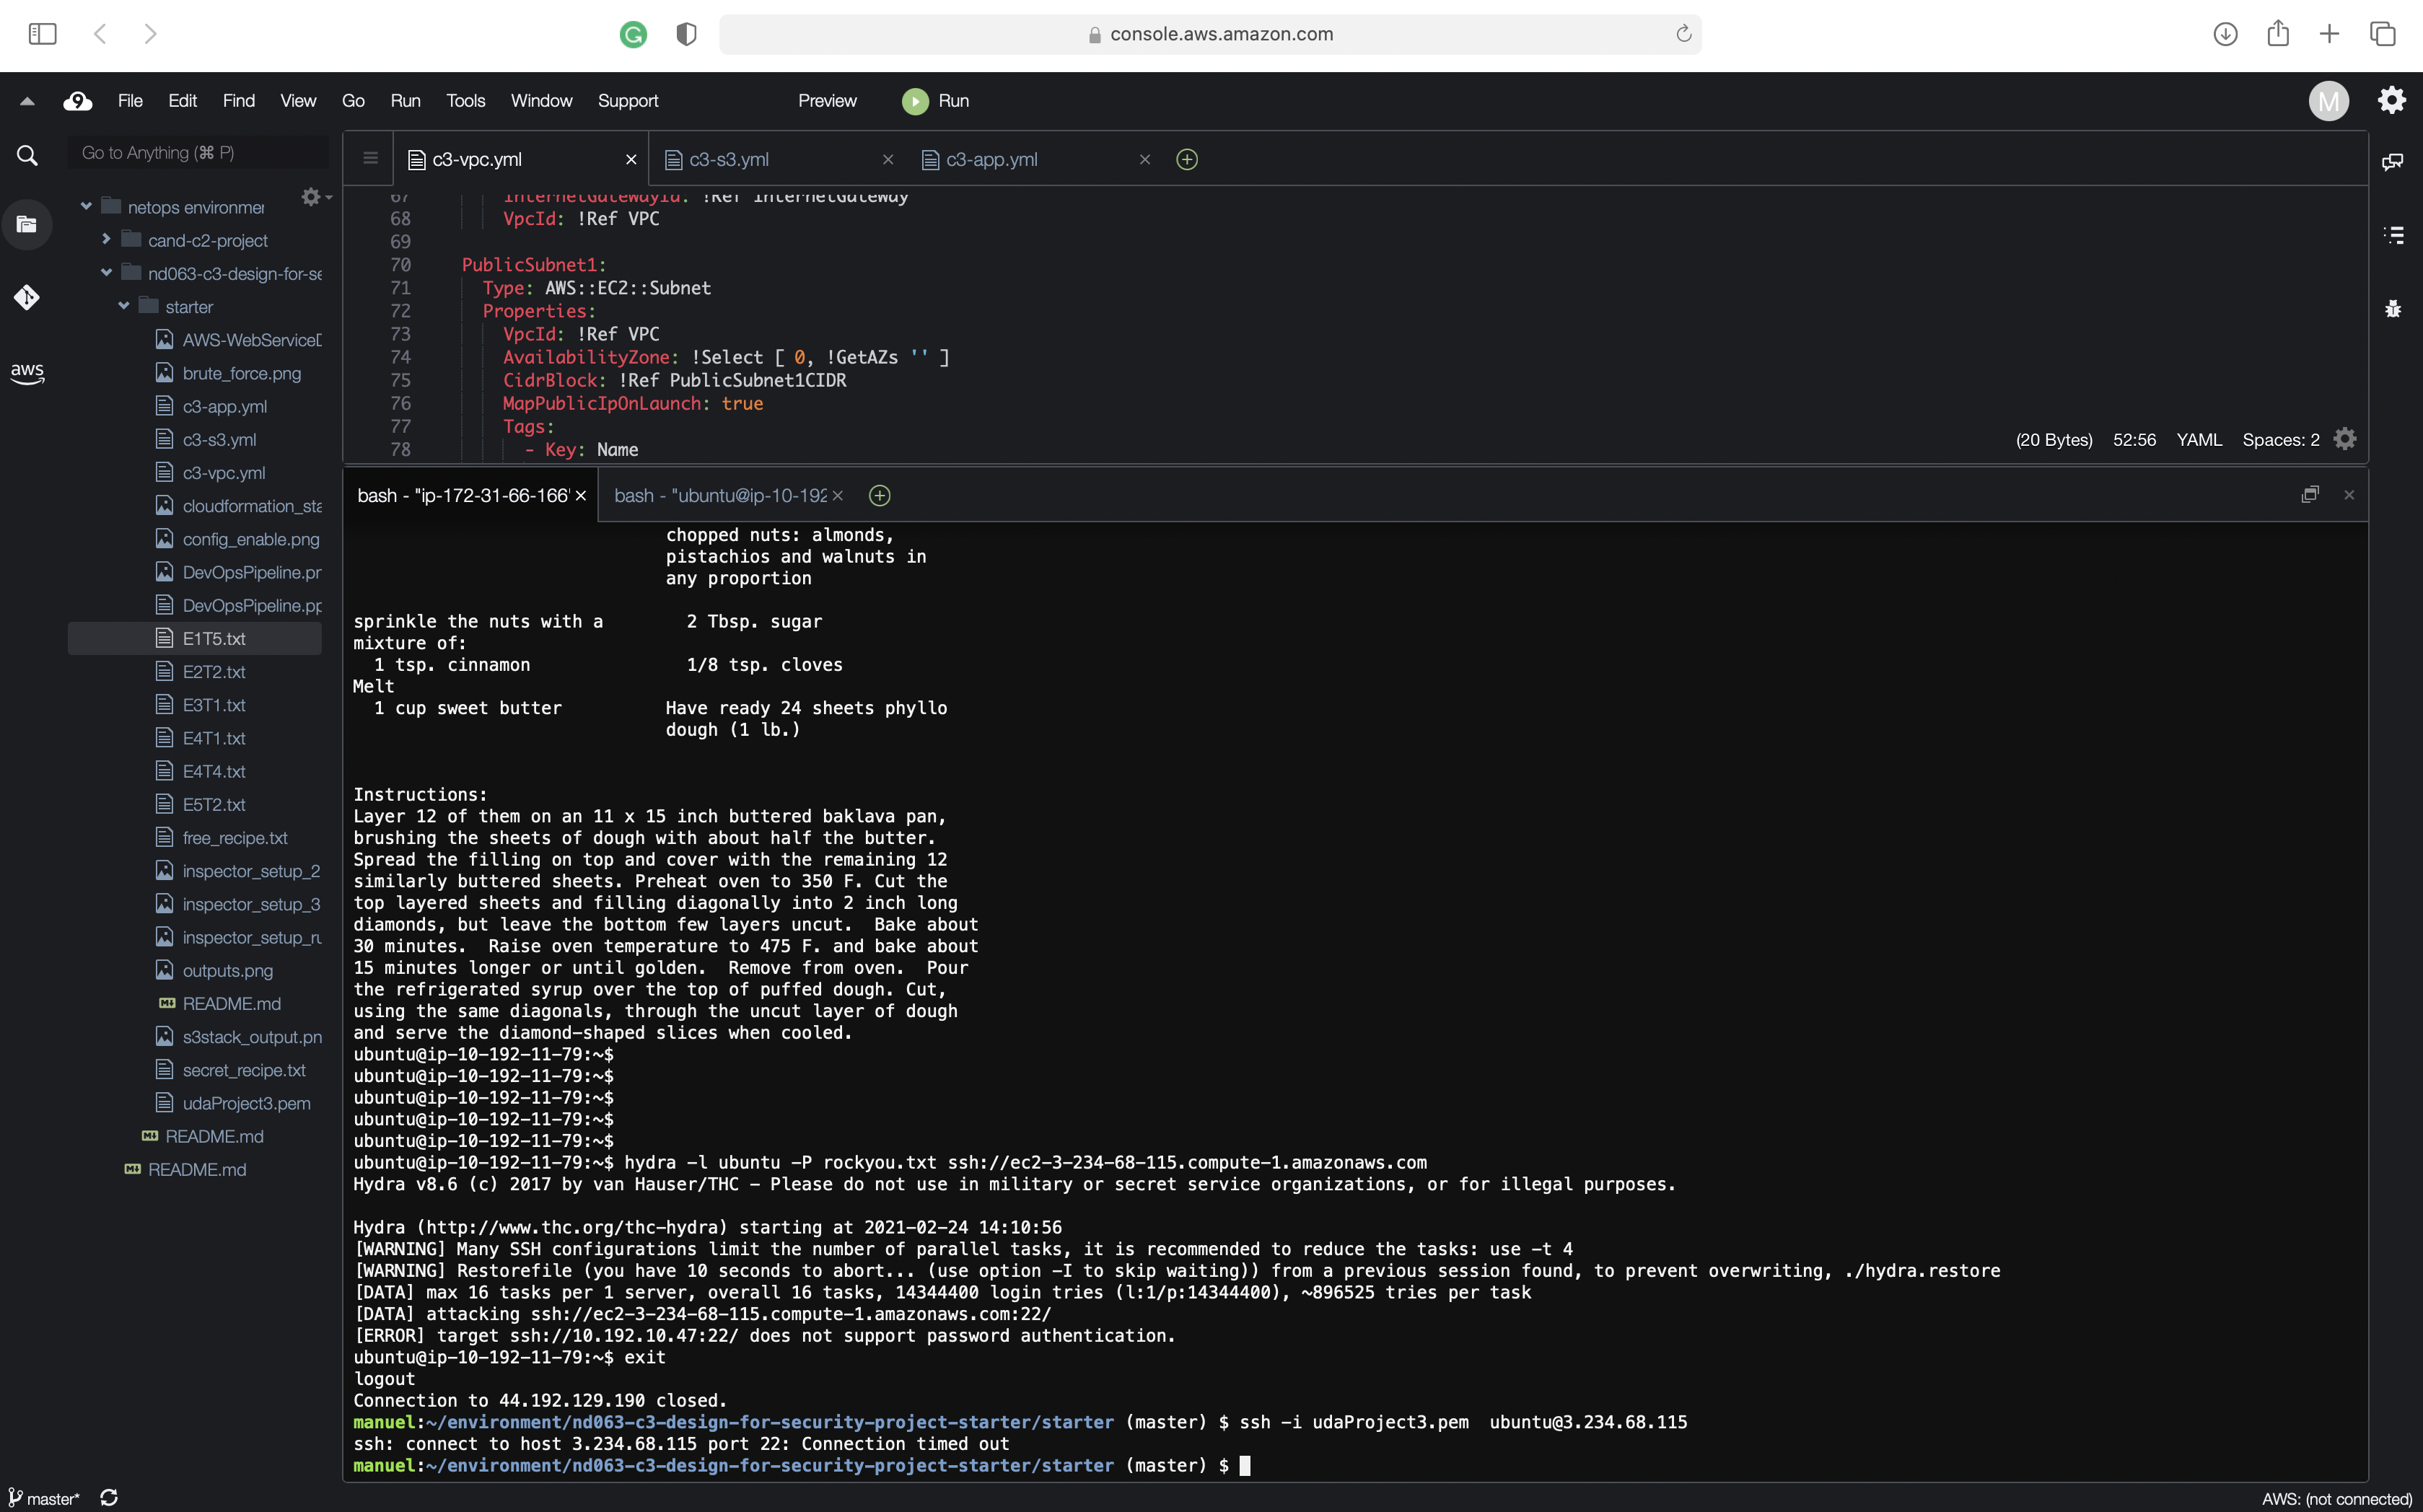 console.aws.amazon.com
File Edit Find View Go Run Tools Window Support Preview Run M
Go to Anything (⌘ P)
netops environmer
cand-c2-project
nd063-c3-design-for-se
starter
AWS-WebServiceD
brute_force.png
c3-app.yml
c3-s3.yml
c3-vpc.yml
cloudformation_sta
config_enable.png
DevOpsPipeline.pr
DevOpsPipeline.pp
E1T5.txt
E2T2.txt
E3T1.txt
E4T1.txt
E4T4.txt
E5T2.txt
free_recipe.txt
inspector_setup_2
inspector_setup_3
inspector_setup_ru
outputs.png
README.md
s3stack_output.pn
secret_recipe.txt
udaProject3.pem
README.md
README.md
aws
c3-vpc.yml c3-s3.yml c3-app.yml
67 InternetGatewayId: !Ref InternetGateway
68 VpcId: !Ref VPC
69
70 PublicSubnet1:
71 Type: AWS::EC2::Subnet
72 Properties:
73 VpcId: !Ref VPC
74 AvailabilityZone: !Select [ 0, !GetAZs '' ]
75 CidrBlock: !Ref PublicSubnet1CIDR
76 MapPublicIpOnLaunch: true
77 Tags:
78 - Key: Name
(20 Bytes) 52:56 YAML Spaces: 2
bash - "ip-172-31-66-166" bash - "ubuntu@ip-10-192
chopped nuts: almonds,
pistachios and walnuts in
any proportion
sprinkle the nuts with a 2 Tbsp. sugar
mixture of:
1 tsp. cinnamon 1/8 tsp. cloves
Melt
1 cup sweet butter Have ready 24 sheets phyllo
dough (1 lb.)
Instructions:
Layer 12 of them on an 11 x 15 inch buttered baklava pan,
brushing the sheets of dough with about half the butter.
Spread the filling on top and cover with the remaining 12
similarly buttered sheets. Preheat oven to 350 F. Cut the
top layered sheets and filling diagonally into 2 inch long
diamonds, but leave the bottom few layers uncut.  Bake about
30 minutes.  Raise oven temperature to 475 F. and bake about
15 minutes longer or until golden.  Remove from oven.  Pour
the refrigerated syrup over the top of puffed dough. Cut,
using the same diagonals, through the uncut layer of dough
and serve the diamond-shaped slices when cooled.
ubuntu@ip-10-192-11-79:~$
ubuntu@ip-10-192-11-79:~$
ubuntu@ip-10-192-11-79:~$
ubuntu@ip-10-192-11-79:~$
ubuntu@ip-10-192-11-79:~$
ubuntu@ip-10-192-11-79:~$ hydra -l ubuntu -P rockyou.txt ssh://ec2-3-234-68-115.compute-1.amazonaws.com
Hydra v8.6 (c) 2017 by van Hauser/THC - Please do not use in military or secret service organizations, or for illegal purposes.
Hydra (http://www.thc.org/thc-hydra) starting at 2021-02-24 14:10:56
[WARNING] Many SSH configurations limit the number of parallel tasks, it is recommended to reduce the tasks: use -t 4
[WARNING] Restorefile (you have 10 seconds to abort... (use option -I to skip waiting)) from a previous session found, to prevent overwriting, ./hydra.restore
[DATA] max 16 tasks per 1 server, overall 16 tasks, 14344400 login tries (l:1/p:14344400), ~896525 tries per task
[DATA] attacking ssh://ec2-3-234-68-115.compute-1.amazonaws.com:22/
[ERROR] target ssh://10.192.10.47:22/ does not support password authentication.
ubuntu@ip-10-192-11-79:~$ exit
logout
Connection to 44.192.129.190 closed.
manuel:~/environment/nd063-c3-design-for-security-project-starter/starter (master) $ ssh -i udaProject3.pem  ubuntu@3.234.68.115
ssh: connect to host 3.234.68.115 port 22: Connection timed out
manuel:~/environment/nd063-c3-design-for-security-project-starter/starter (master) $
master* AWS: (not connected)